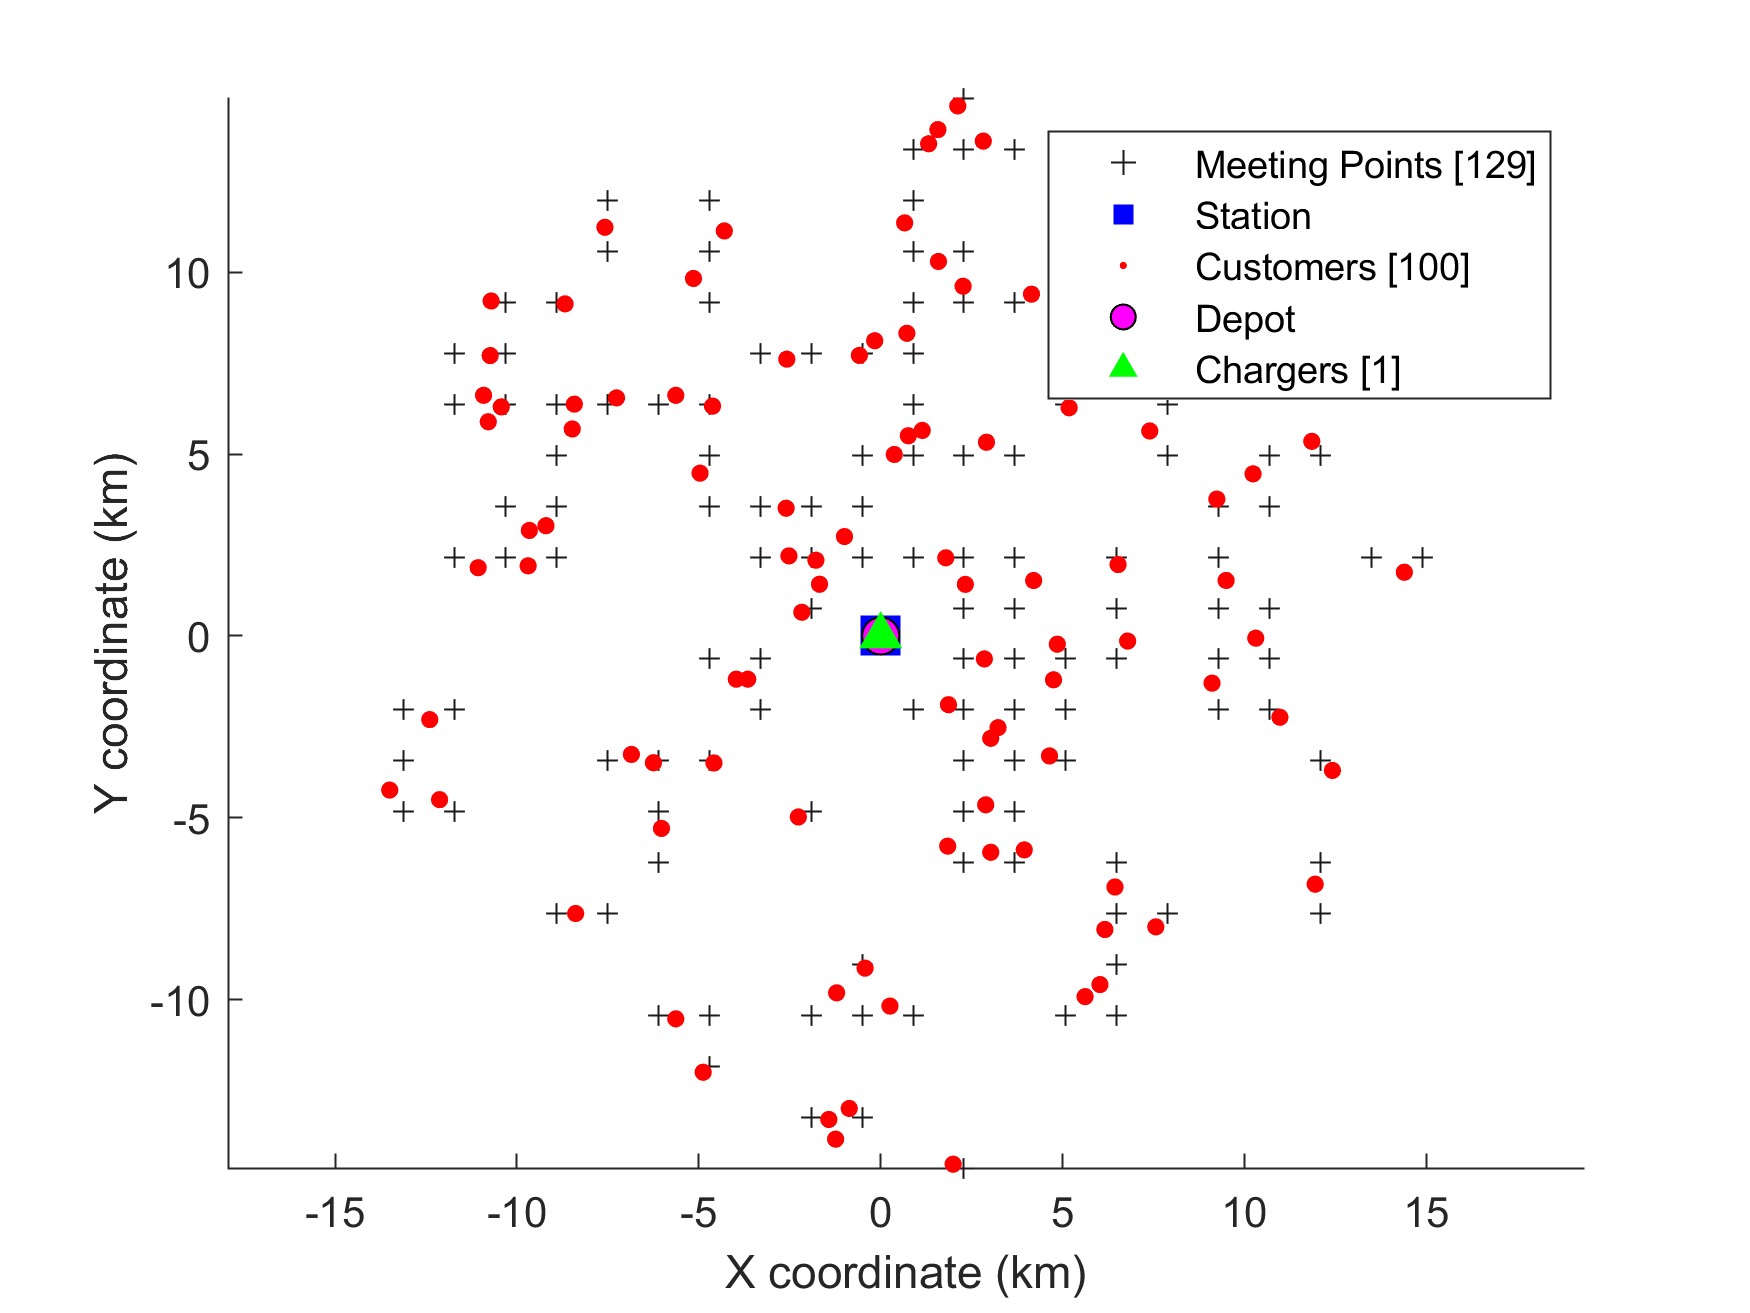 Meeting Points [129]
Station
Customers [100]
Depot
Chargers [1]
10
5
0
-5
-10
Y coordinate (km)
-15 -10 -5 0 5 10 15
X coordinate (km)